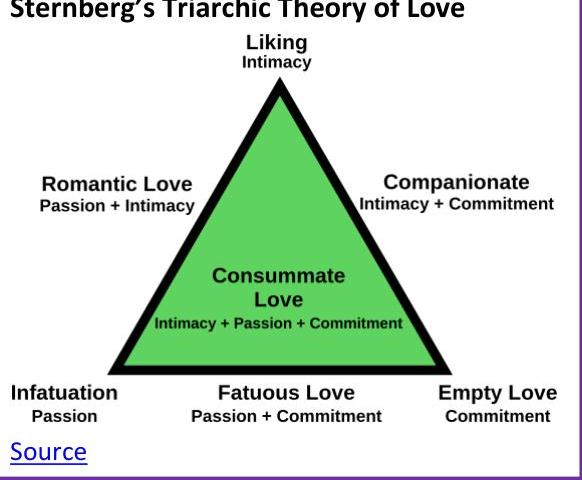 Sternberg's Triarchic Theory of Love
Liking
Intimacy
Romantic Love
Passion + Intimacy
Companionate
Intimacy + Commitment
Consummate
Love
Intimacy + Passion + Commitment
Infatuation
Passion
Fatuous Love
Passion + Commitment
Empty Love
Commitment
Source